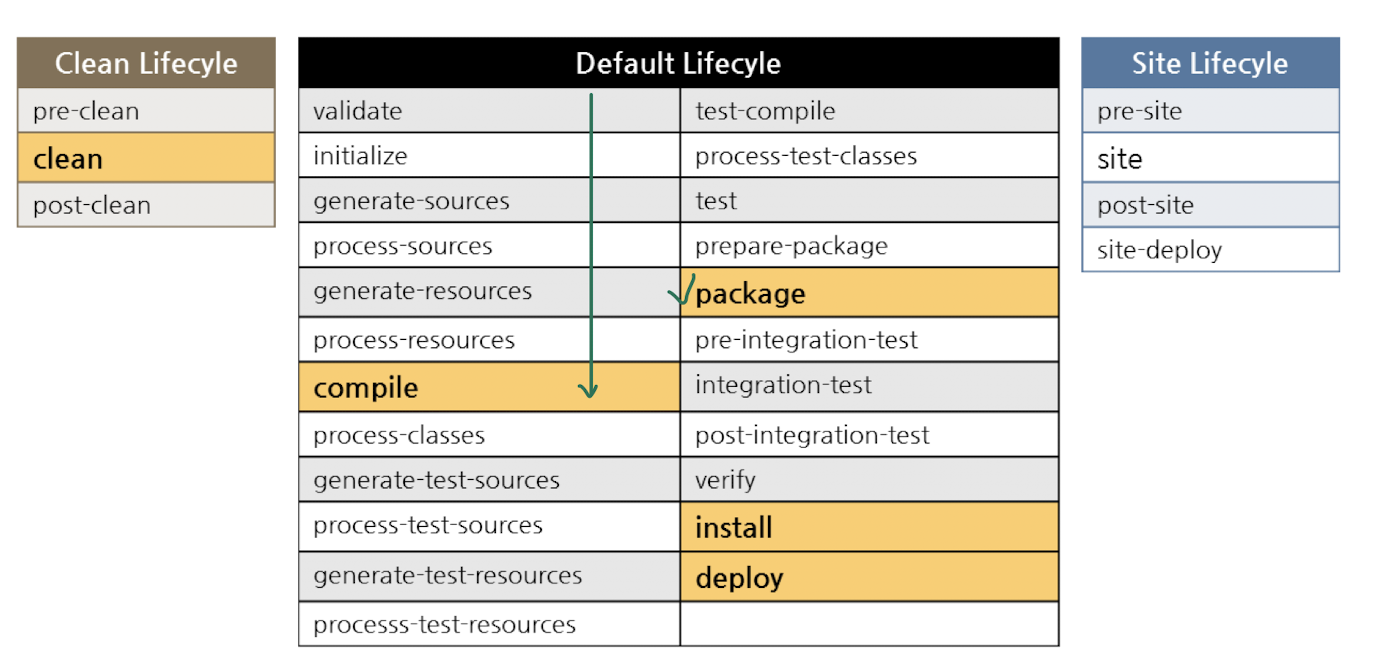 Clean Lifecyle
pre-clean
clean
post-clean
Default Lifecyle
validate
initialize
generate-sources
process-sources
generate-resources
process-resources
compile
process-classes
generate-test-sources
process-test-sources
generate-test-resources
processs-test-resources
test-compile
process-test-classes
test
prepare-package
package
pre-integration-test
integration-test
post-integration-test
verify
install
deploy
Site Lifecyle
pre-site
site
post-site
site-deploy